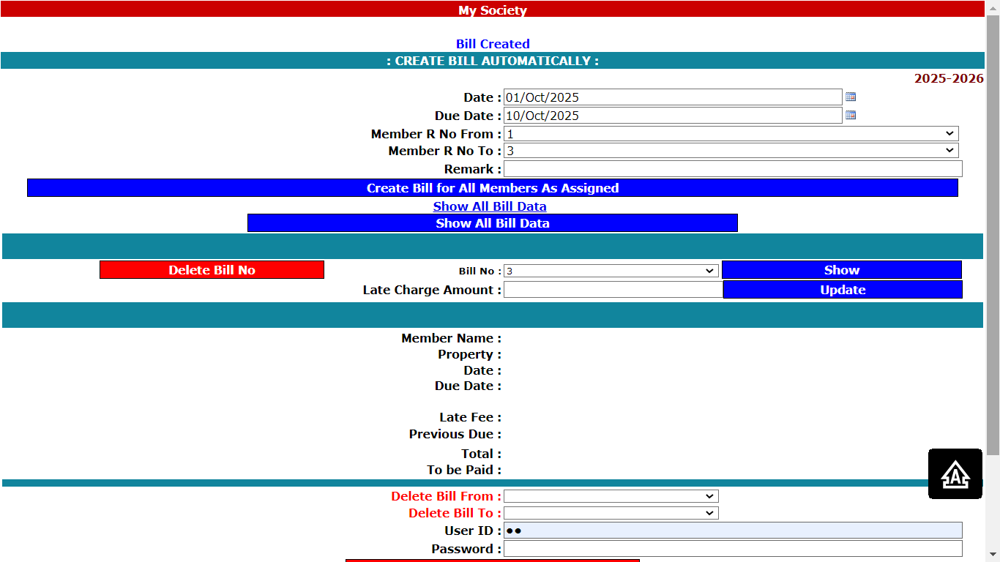 My Society
Bill Created
: CREATE BILL AUTOMATICALLY :
2025-2026
Date : 01/Oct/2025
Due Date : 10/Oct/2025
Member R No From : 1
Member R No To : 3
Remark :
Create Bill for All Members As Assigned
Show All Bill Data
Show All Bill Data
Delete Bill No Bill No : 3 Show
Late Charge Amount : Update
Member Name :
Property :
Date :
Due Date :
Late Fee :
Previous Due :
Total :
To be Paid :
A
Delete Bill From :
Delete Bill To :
User ID : ●●
Password :